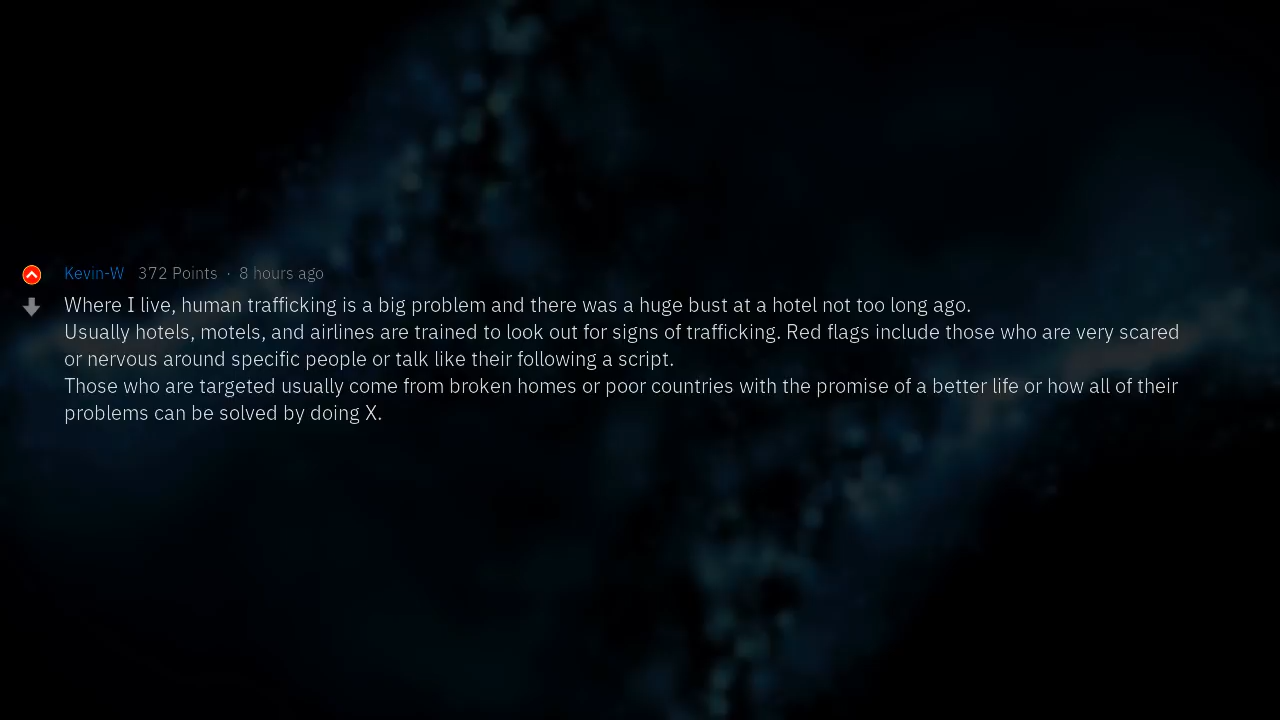 Kevin-W 372 Points · 8 hours ago
Where I live, human trafficking is a big problem and there was a huge bust at a hotel not too long ago.
Usually hotels, motels, and airlines are trained to look out for signs of trafficking. Red flags include those who are very scared
or nervous around specific people or talk like their following a script.
Those who are targeted usually come from broken homes or poor countries with the promise of a better life or how all of their
problems can be solved by doing X.